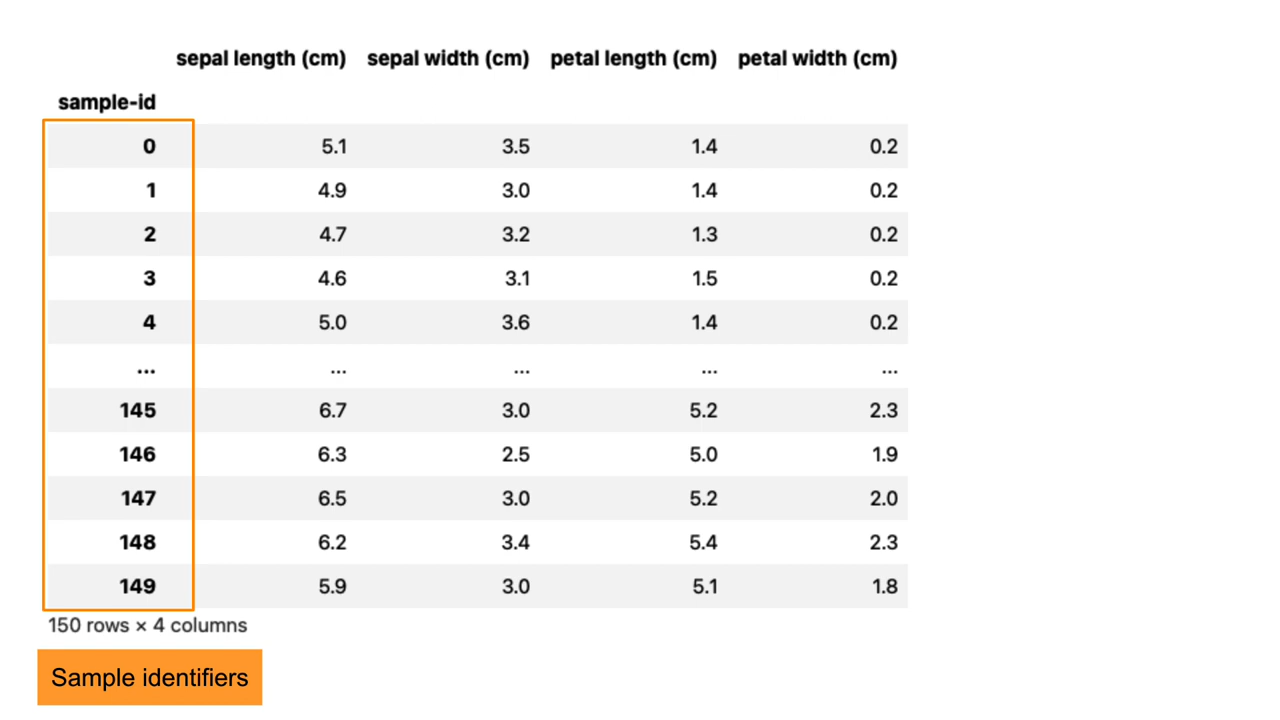 sepal length (cm) sepal width (cm) petal length (cm) petal width (cm)
sample-id
0 5.1 3.5 1.4 0.2
1 4.9 3.0 1.4 0.2
2 4.7 3.2 1.3 0.2
3 4.6 3.1 1.5 0.2
4 5.0 3.6 1.4 0.2
... ... ... ... ...
145 6.7 3.0 5.2 2.3
146 6.3 2.5 5.0 1.9
147 6.5 3.0 5.2 2.0
148 6.2 3.4 5.4 2.3
149 5.9 3.0 5.1 1.8
150 rows × 4 columns
Sample identifiers